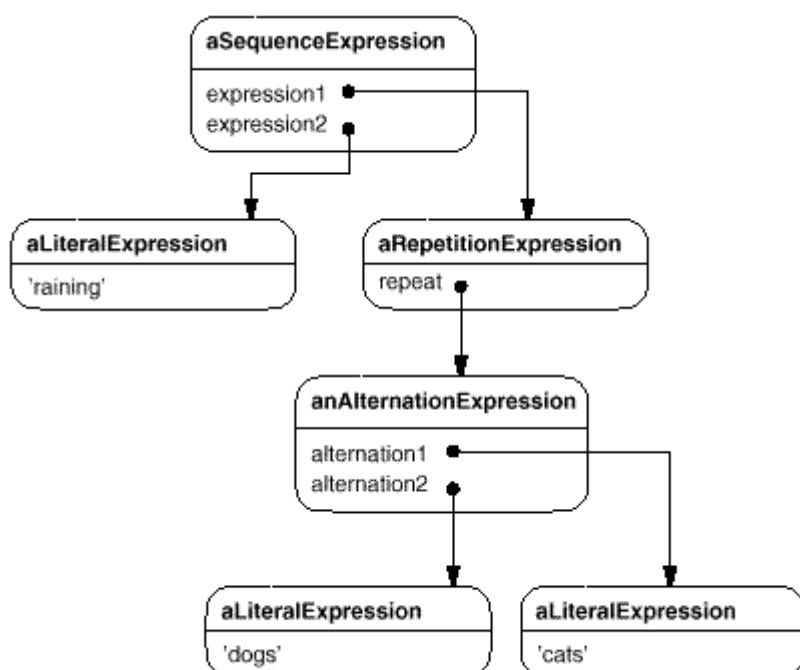 aSequenceExpression
expression1
expression2
aLiteralExpression
'raining'
aRepetitionExpression
repeat
anAlternationExpression
alternation1
alternation2
aLiteralExpression
'dogs'
aLiteralExpression
'cats'